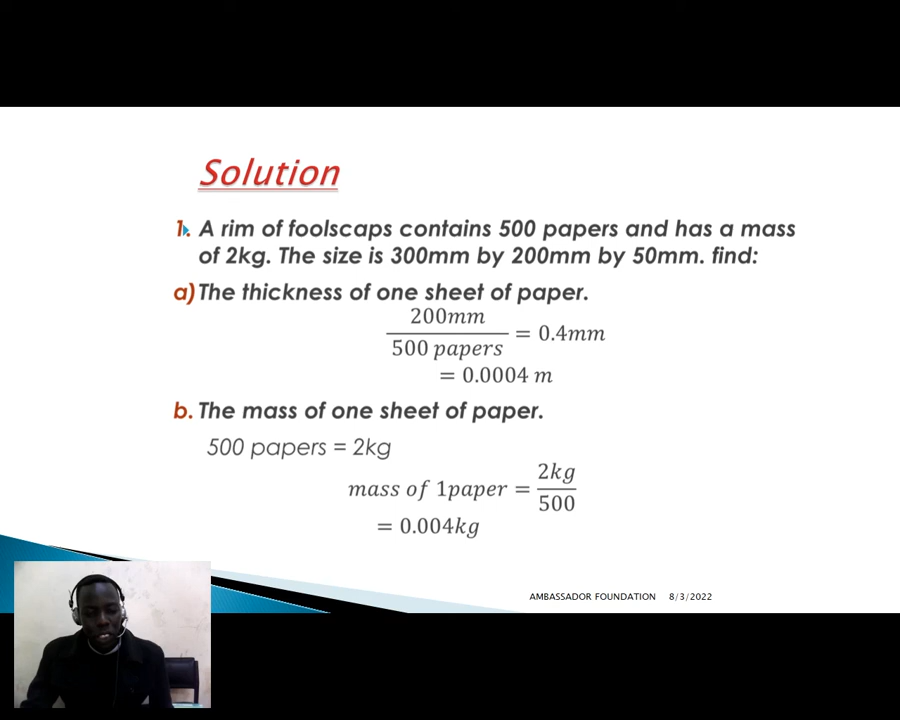 Solution
1. A rim of foolscaps contains 500 papers and has a mass
of 2kg. The size is 300mm by 200mm by 50mm. find:
a) The thickness of one sheet of paper.
200mm
500 papers
= 0.4mm
= 0.0004 m
b. The mass of one sheet of paper.
500 papers = 2kg
mass of 1paper = 2kg
500
= 0.004kg
AMBASSADOR FOUNDATION 8/3/2022